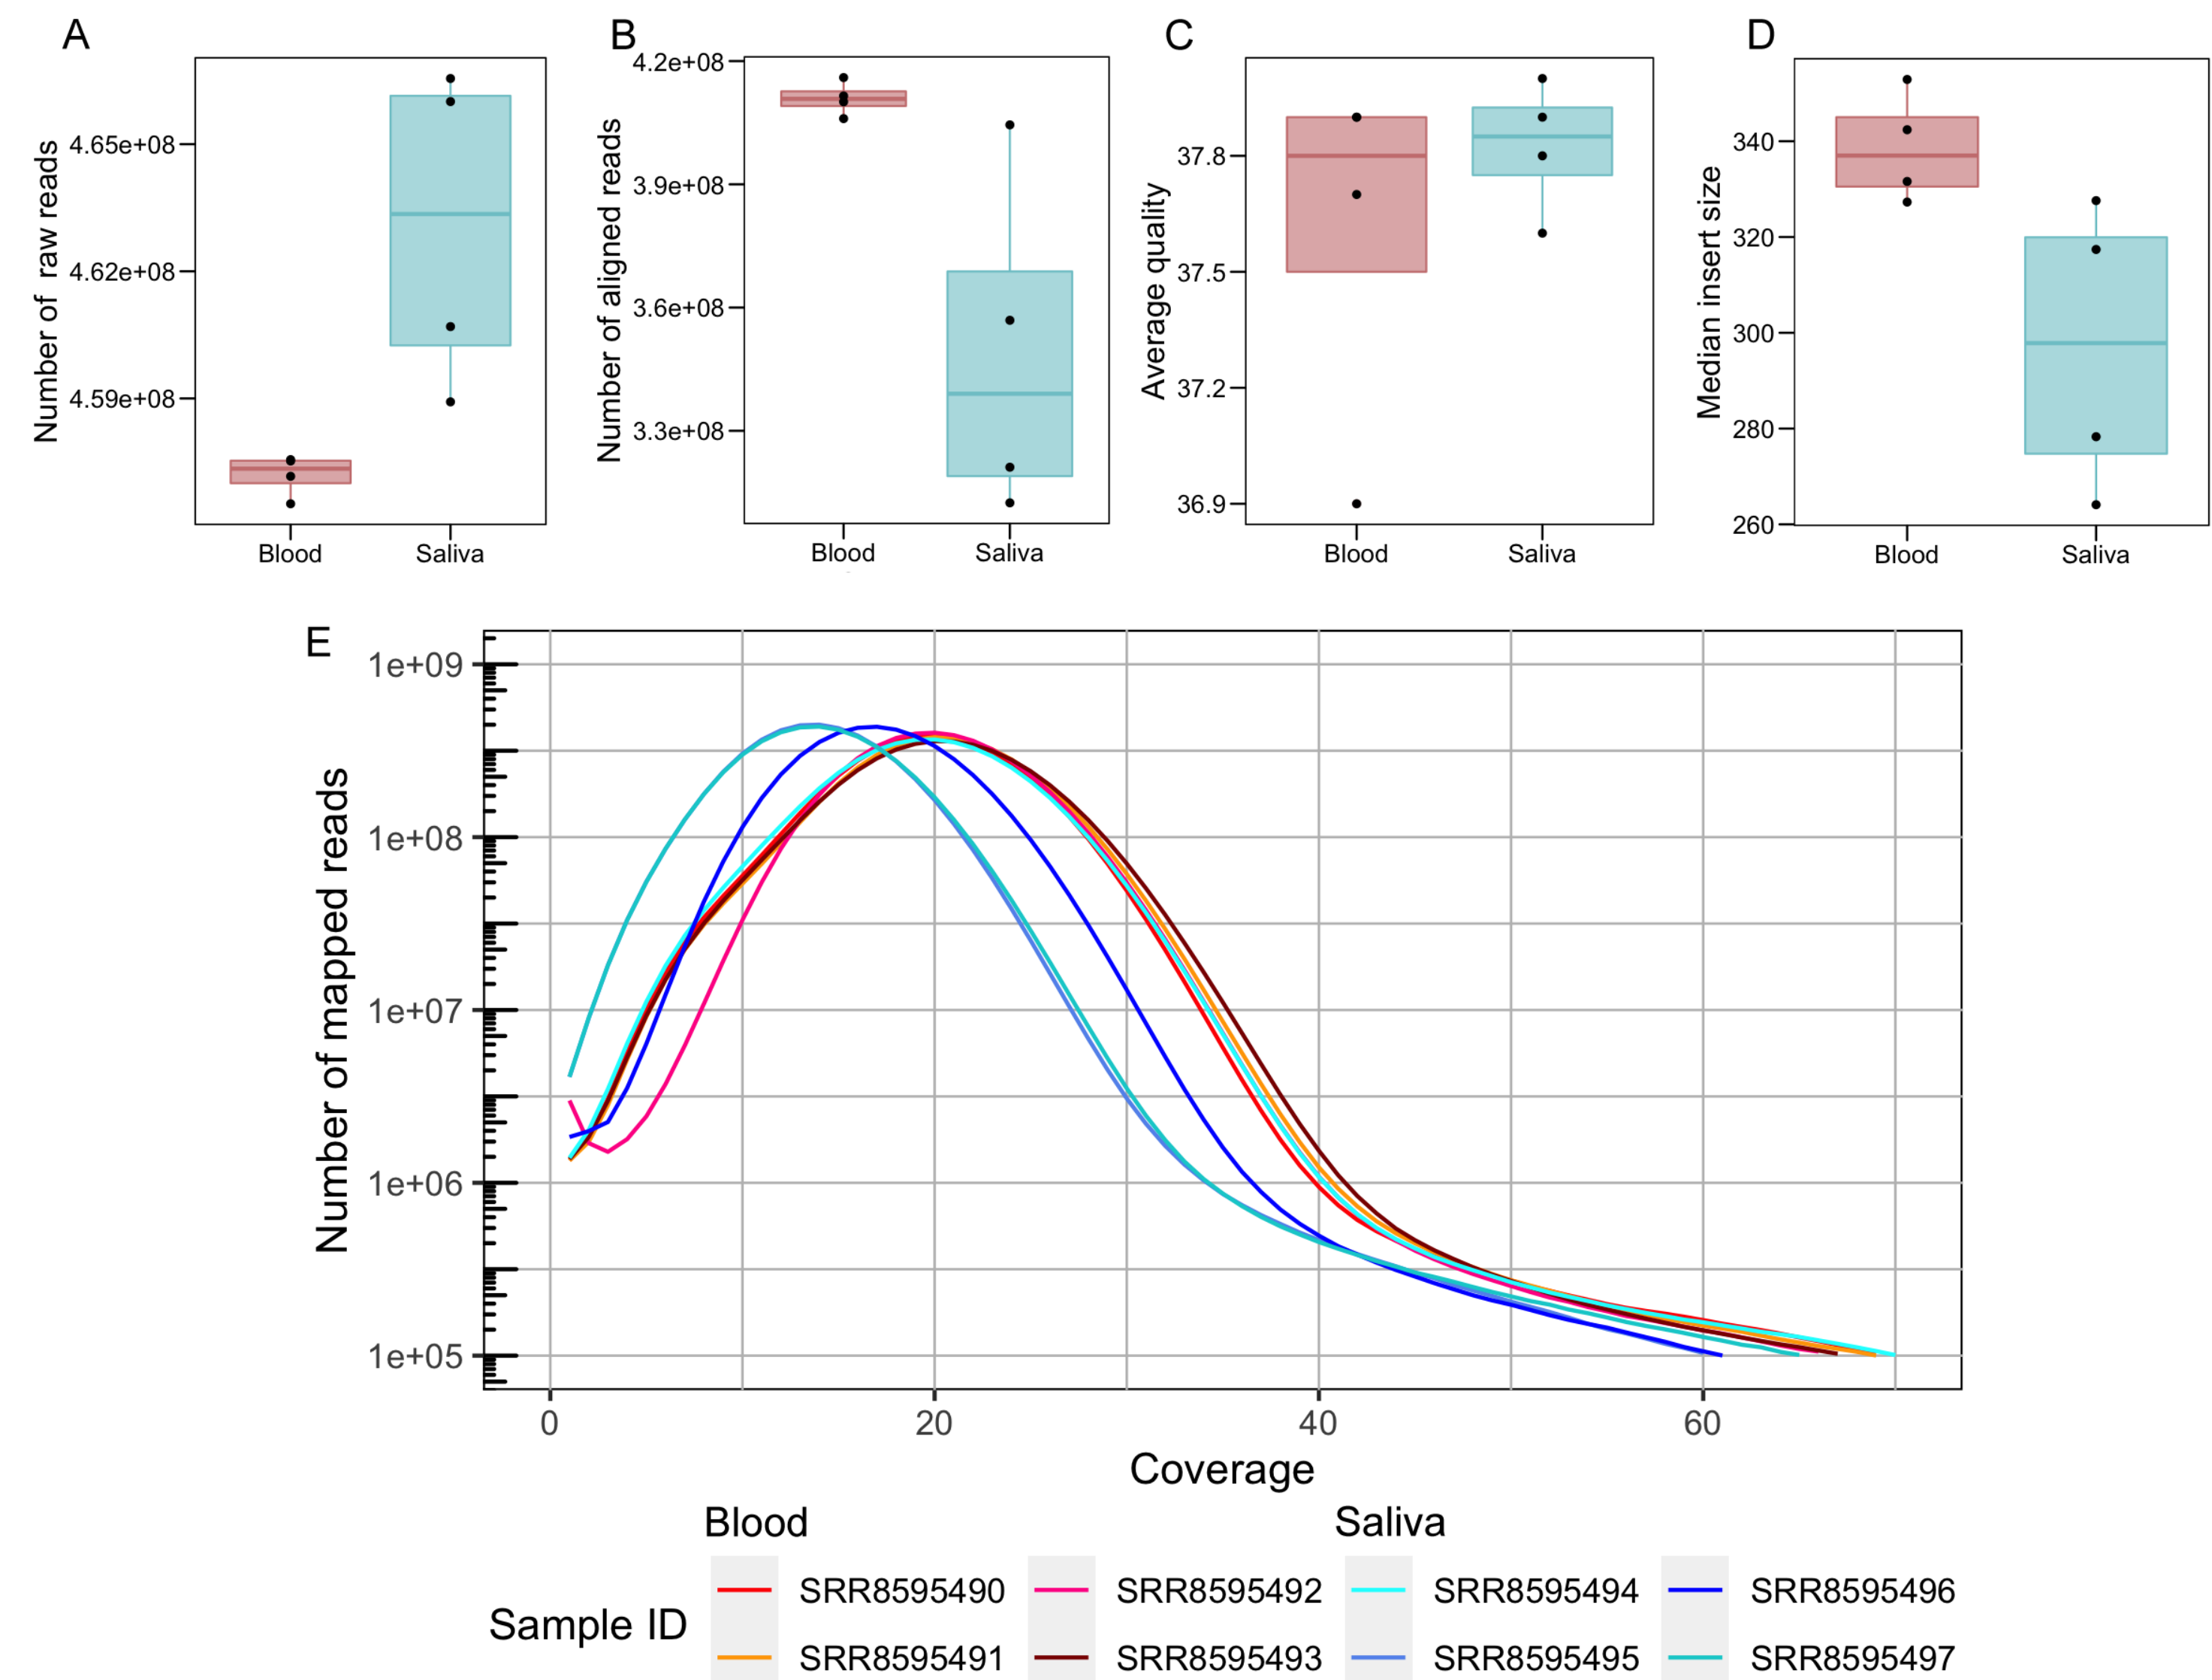 A
Number of  raw reads
4.65e+08
4.62e+08
4.59e+08
Blood
Saliva
B
Number of aligned reads
4.2e+08
3.9e+08
3.6e+08
3.3e+08
Blood
Saliva
C
Average quality
37.8
37.5
37.2
36.9
Blood
Saliva
D
Median insert size
340
320
300
280
260
Blood
Saliva
E
Number of mapped reads
1e+09
1e+08
1e+07
1e+06
1e+05
0
20
40
60
Coverage
Blood
Saliva
Sample ID
SRR8595490
SRR8595492
SRR8595494
SRR8595496
SRR8595491
SRR8595493
SRR8595495
SRR8595497